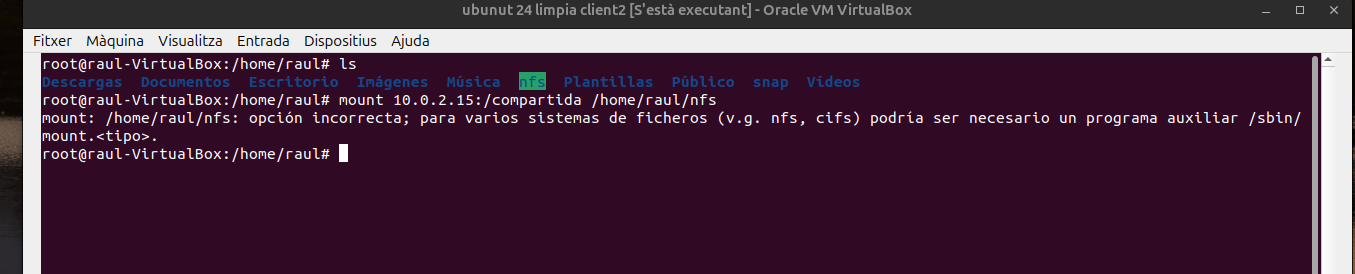 ubunut 24 limpia client2 [S'està executant] - Oracle VM VirtualBox
Fitxer Màquina Visualitza Entrada Dispositius Ajuda
root@raul-VirtualBox:/home/raul# ls
Descargas Documentos Escritorio Imágenes Música nfs Plantillas Público snap Vídeos
root@raul-VirtualBox:/home/raul# mount 10.0.2.15:/compartida /home/raul/nfs
mount: /home/raul/nfs: opción incorrecta; para varios sistemas de ficheros (v.g. nfs, cifs) podría ser necesario un programa auxiliar /sbin/
mount.<tipo>.
root@raul-VirtualBox:/home/raul#